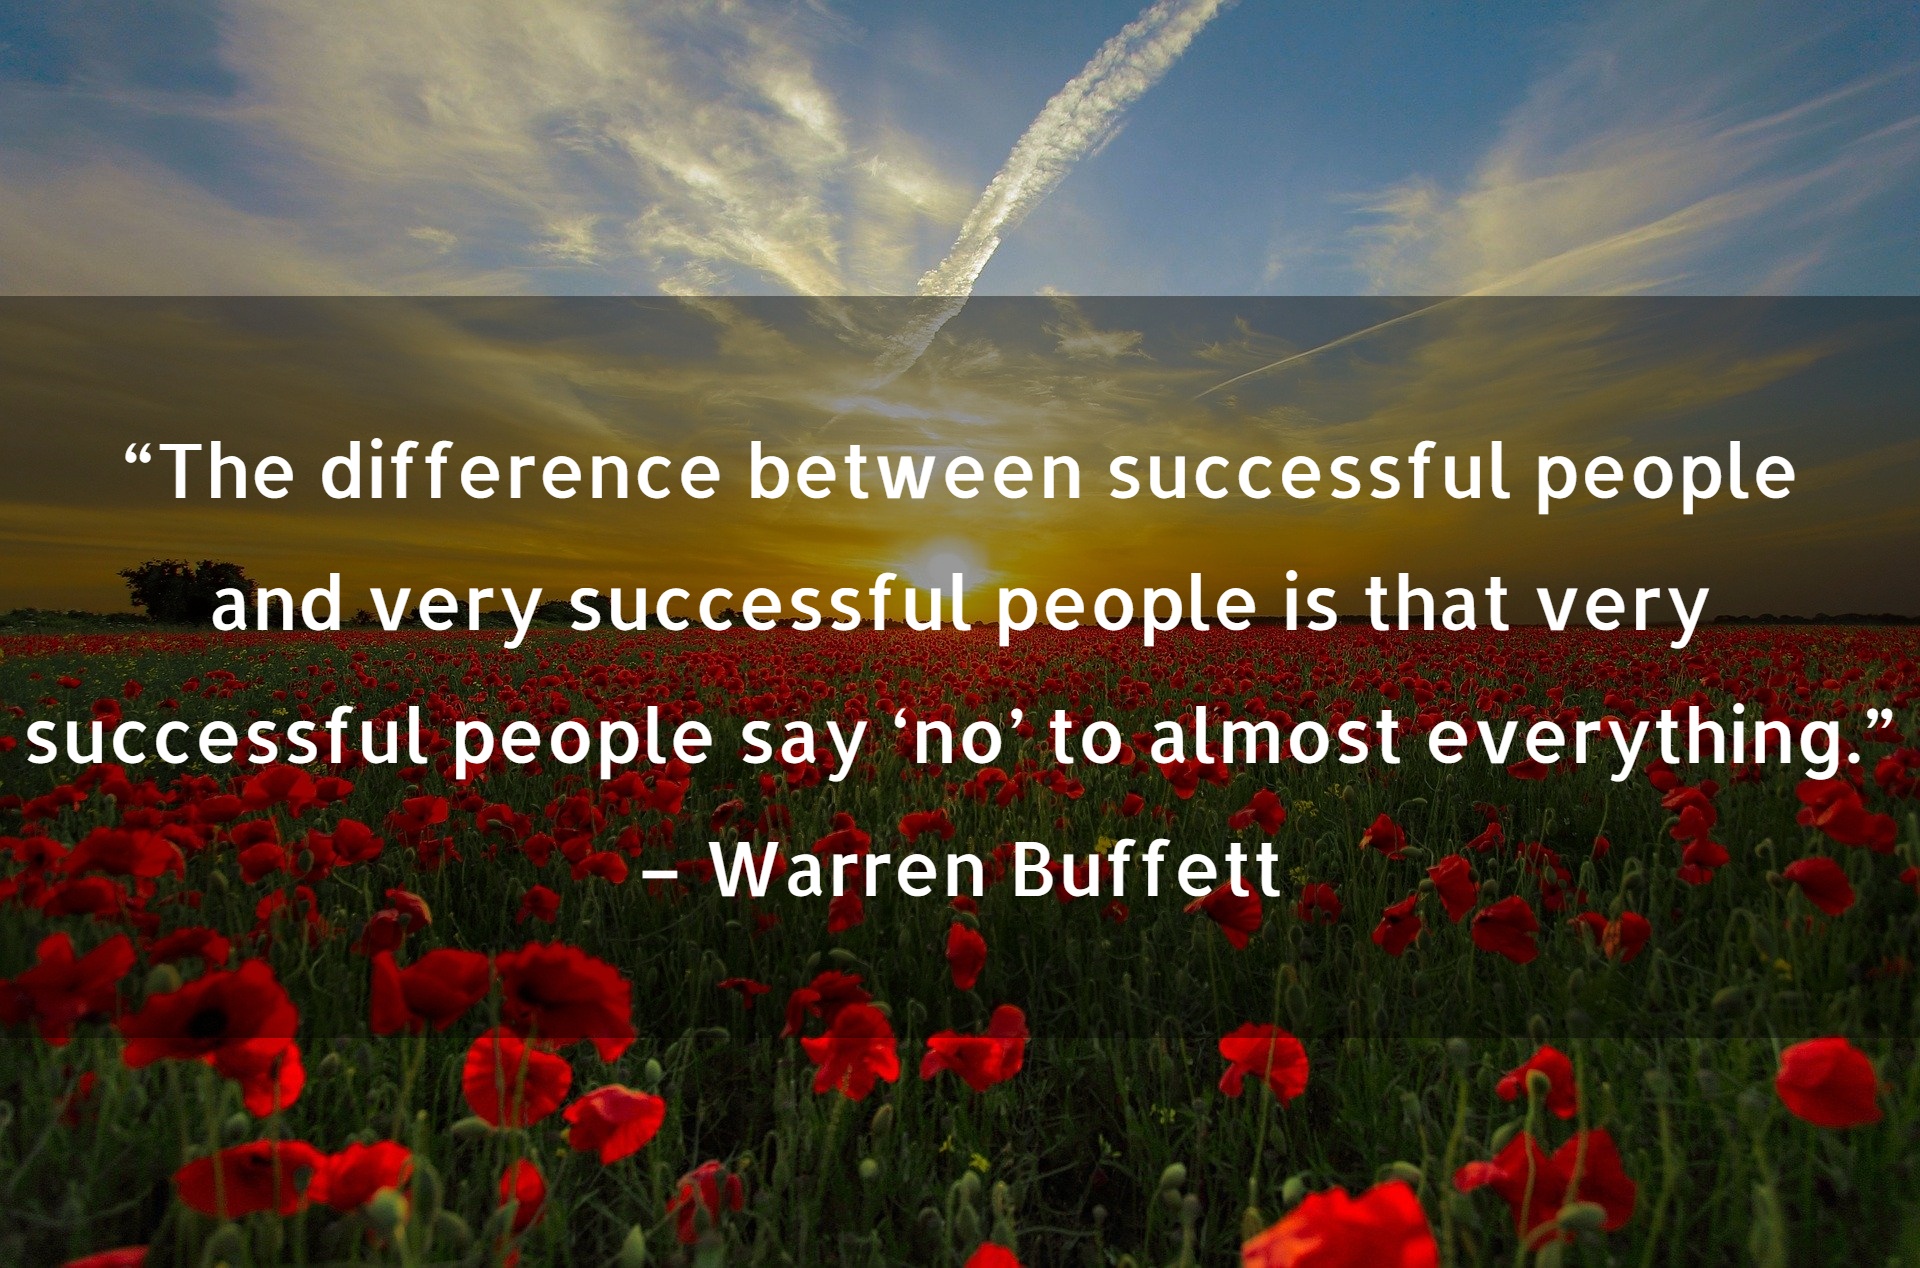 “The difference between successful people
and very successful people is that very
successful people say ‘no’ to almost everything.”
– Warren Buffett